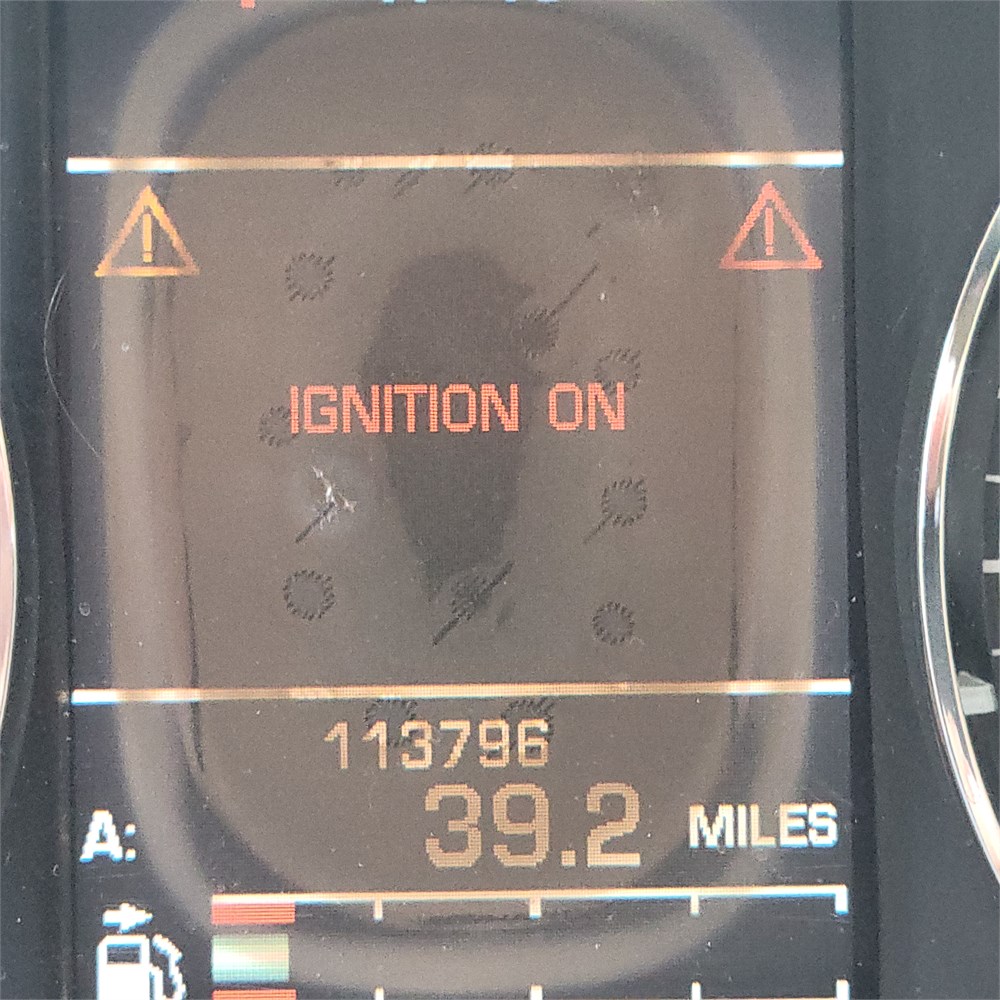 IGNITION ON
113796
A: 39.2 MILES